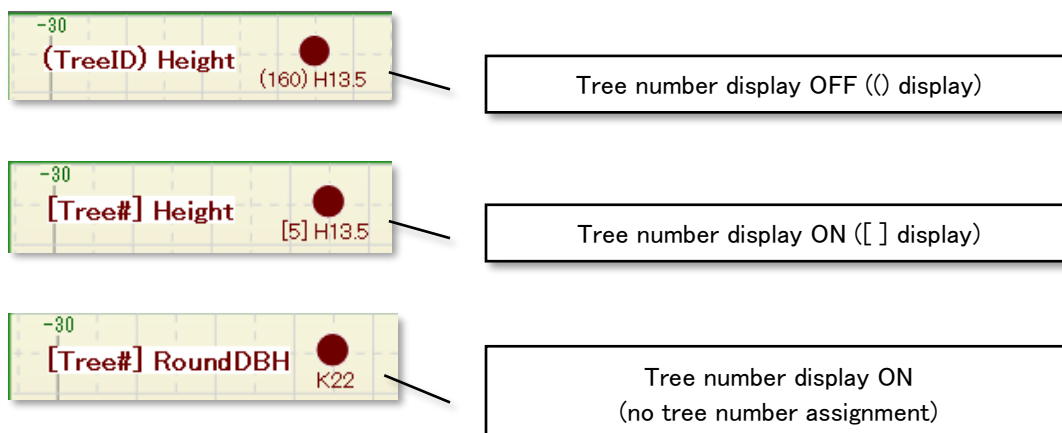 -30
(TreeID) Height
(160) H13.5
Tree number display OFF (() display)
-30
[Tree#] Height
[5] H13.5
Tree number display ON ([ ] display)
-30
[Tree#] RoundDBH
K22
Tree number display ON
(no tree number assignment)